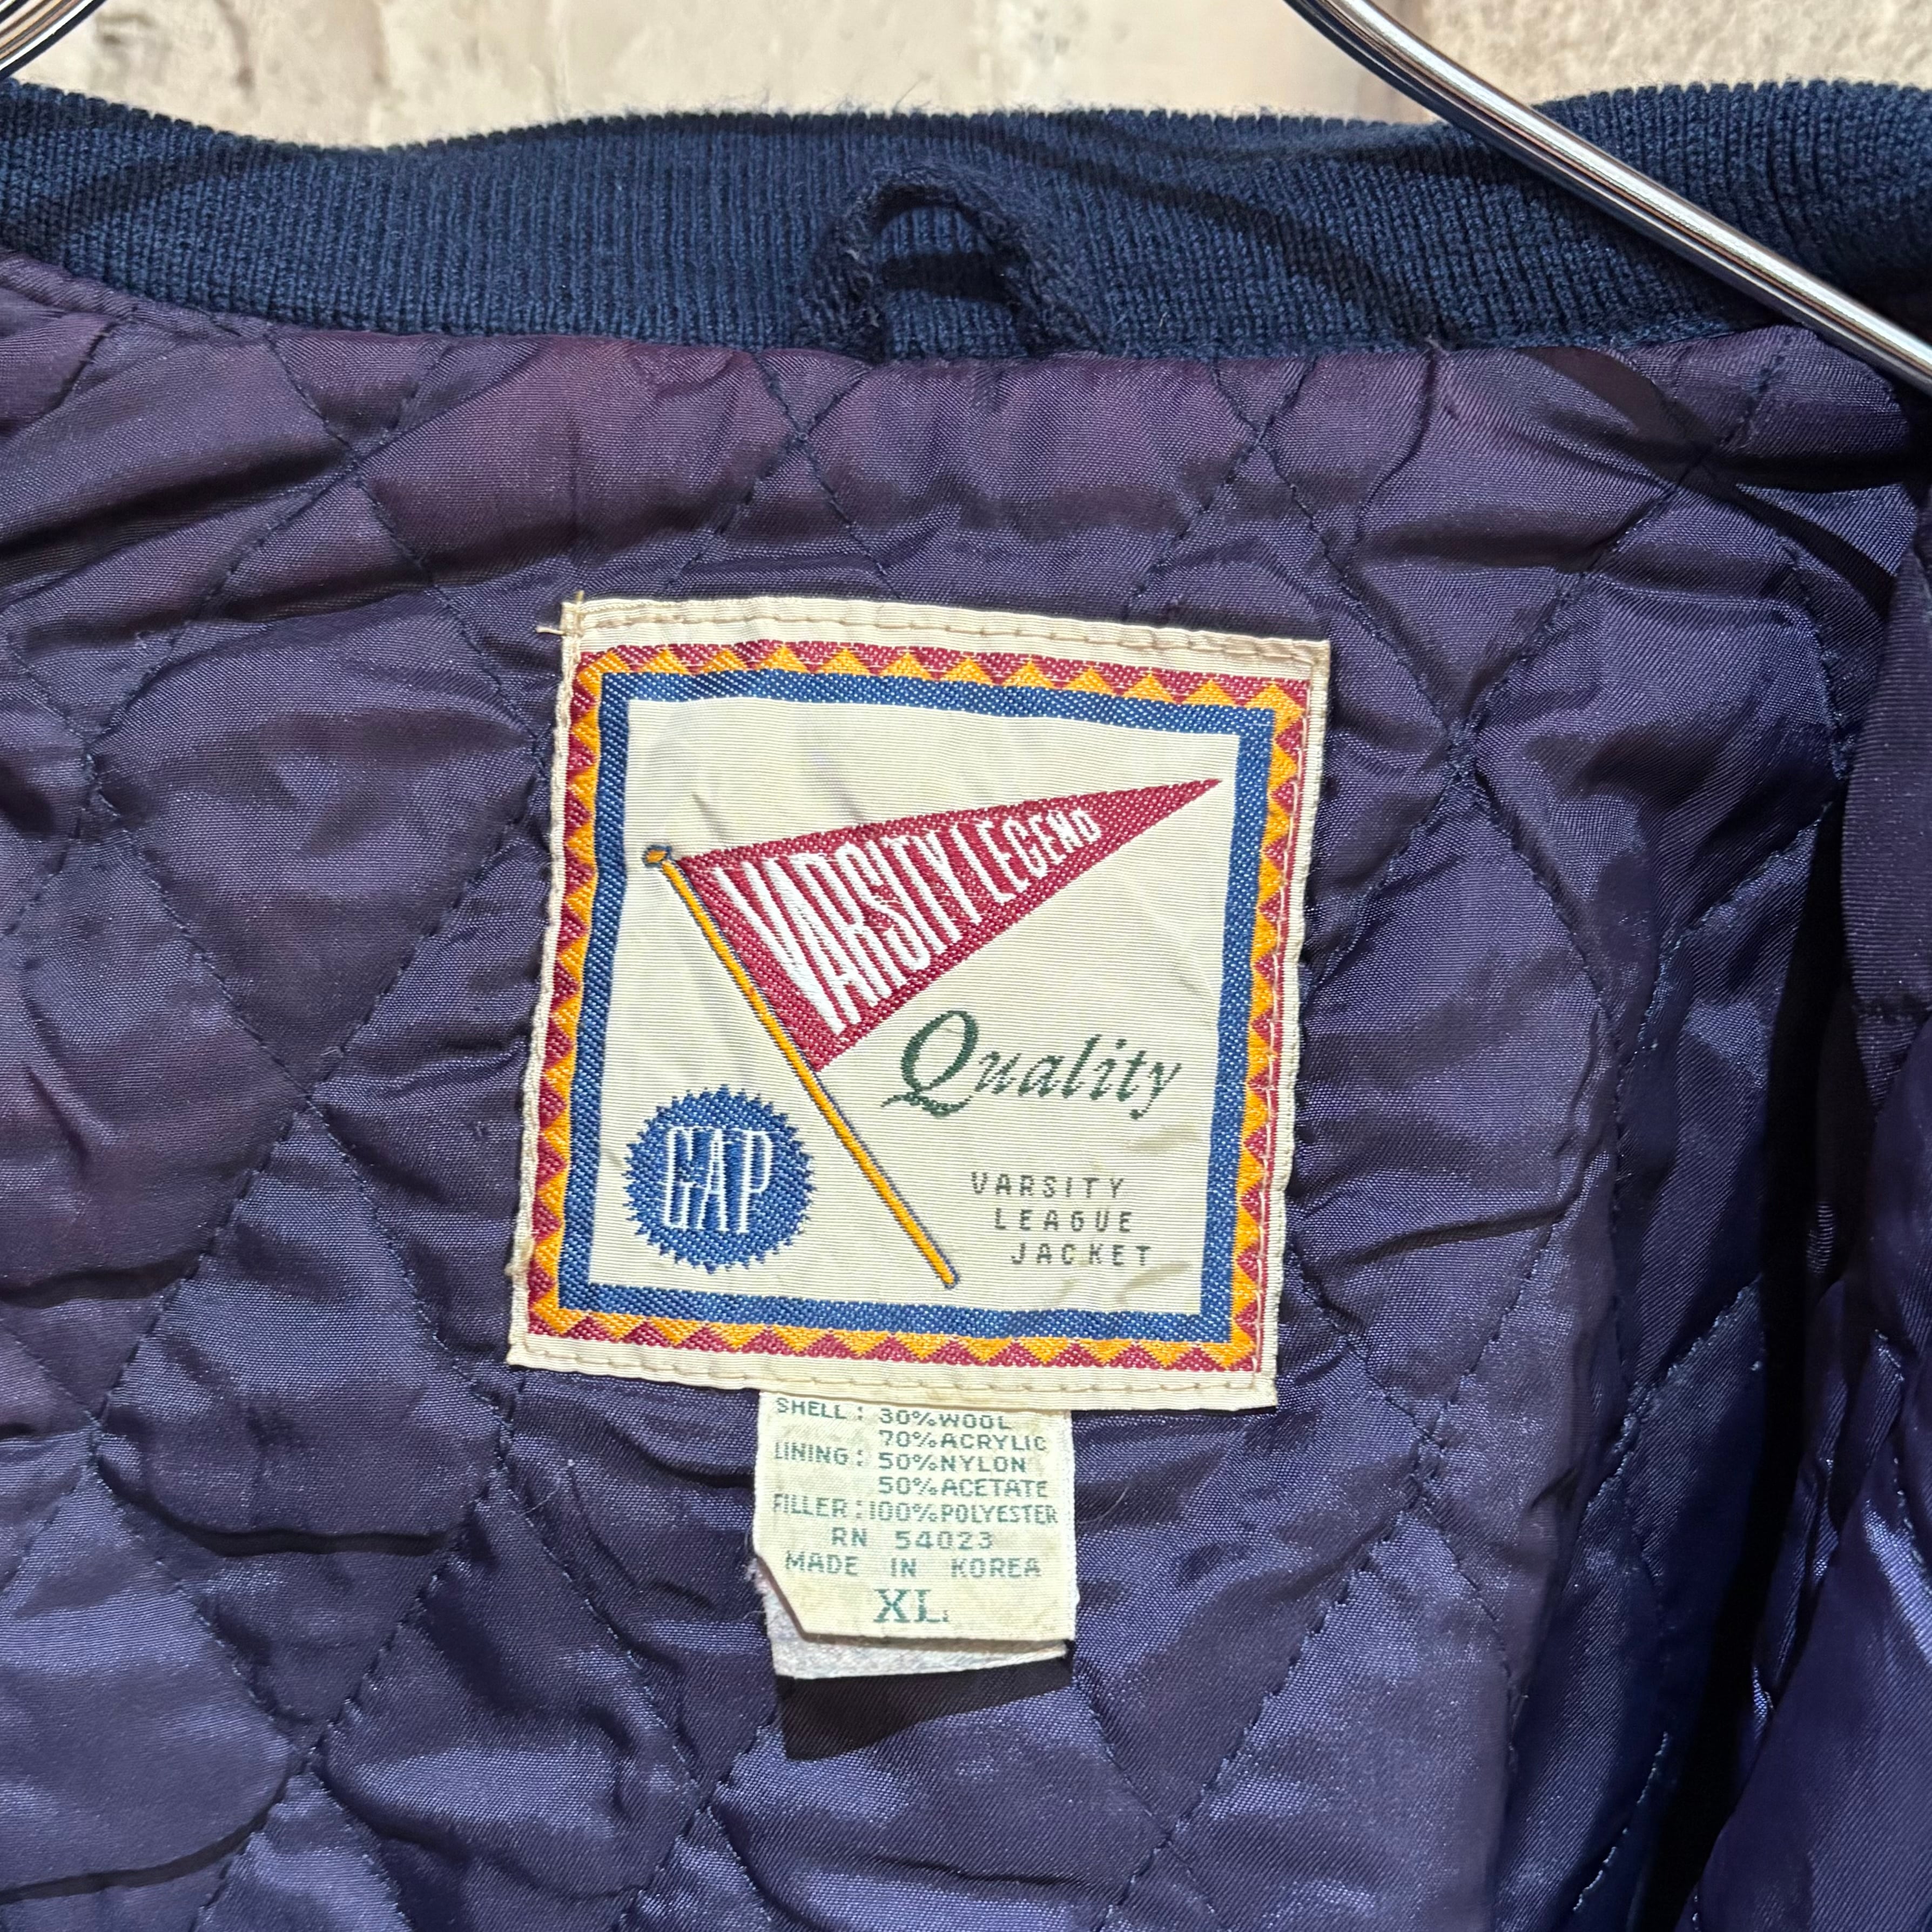 VARSITY LEGEND
Quality
GAP
VARSITY
LEAGUE
JACKET
SHELL: 30%WOOL
70%ACRYLIC
LINING: 50%NYLON
50%ACETATE
FILLER:100%POLYESTER
RN 54023
MADE IN KOREA
XL